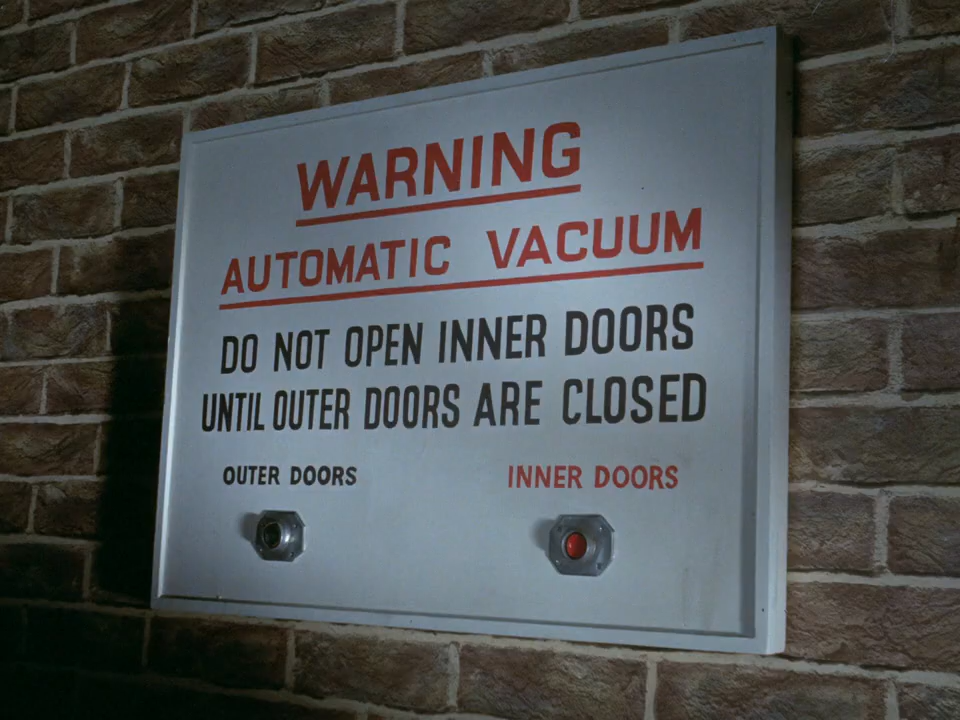 WARNING
AUTOMATIC VACUUM
DO NOT OPEN INNER DOORS
UNTIL OUTER DOORS ARE CLOSED
OUTER DOORS INNER DOORS